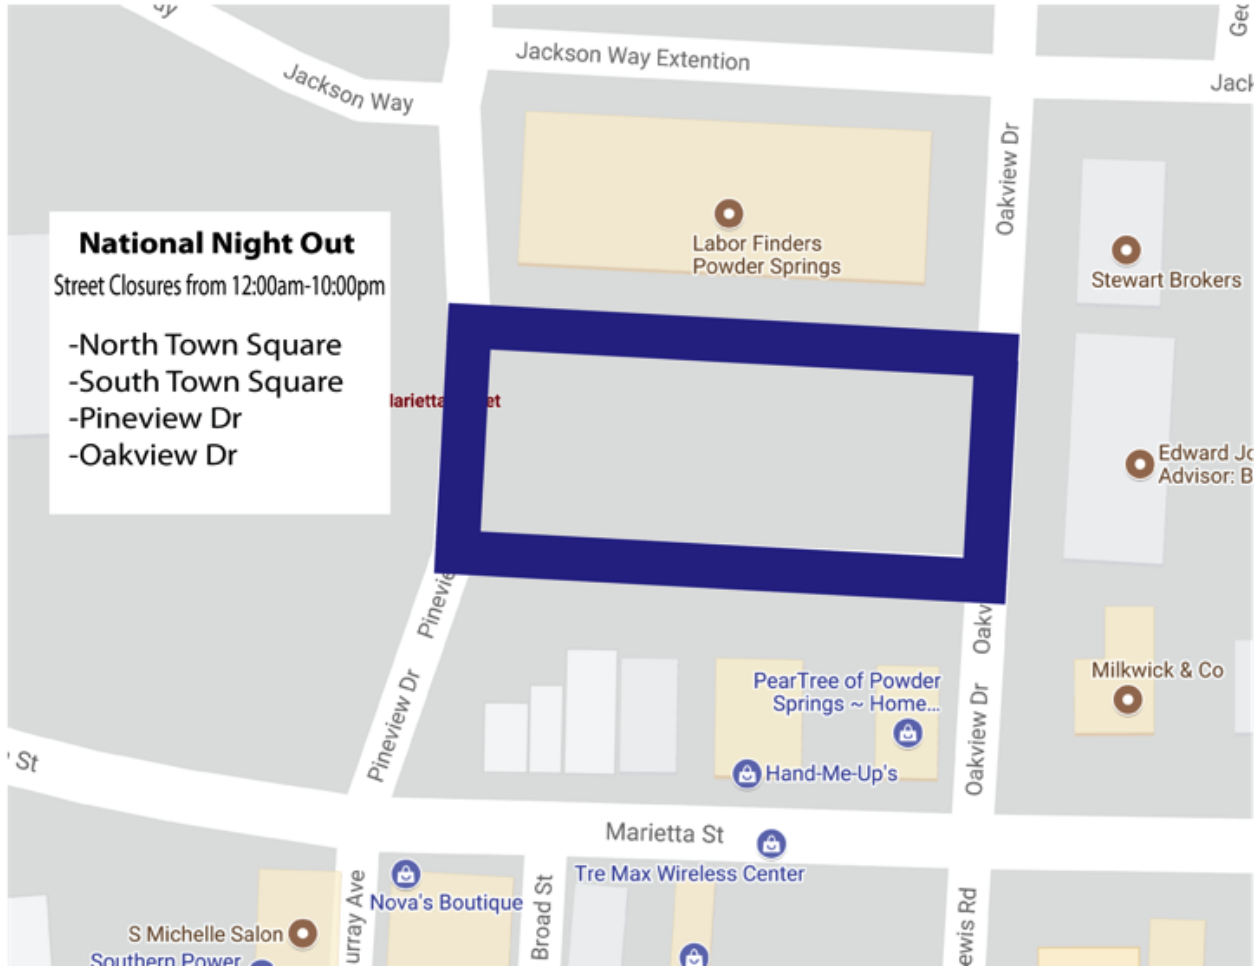 Jackson Way Extention
Jackson Way
Oakview Dr
Labor Finders
Powder Springs
National Night Out
Street Closures from 12:00am-10:00pm
-North Town Square
-South Town Square
-Pineview Dr
-Oakview Dr
Stewart Brokers
Edward
Advisor:
Milkwick & Co
PearTree of Powder
Springs ~ Home...
Pineview Dr
Oakview Dr
St
Hand-Me-Up's
Marietta St
Tre Max Wireless Center
Nova's Boutique
Broad St
S Michelle Salon
Southern Power